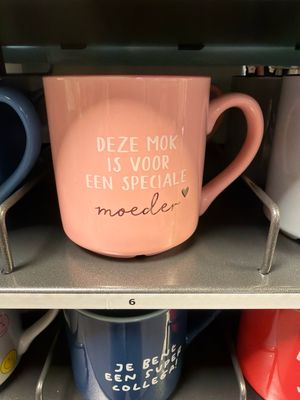 DEZE MOK
IS VOOR
EEN SPECIALE
moeder
6
JE BENT
EEN SUPER
COLLEGA!